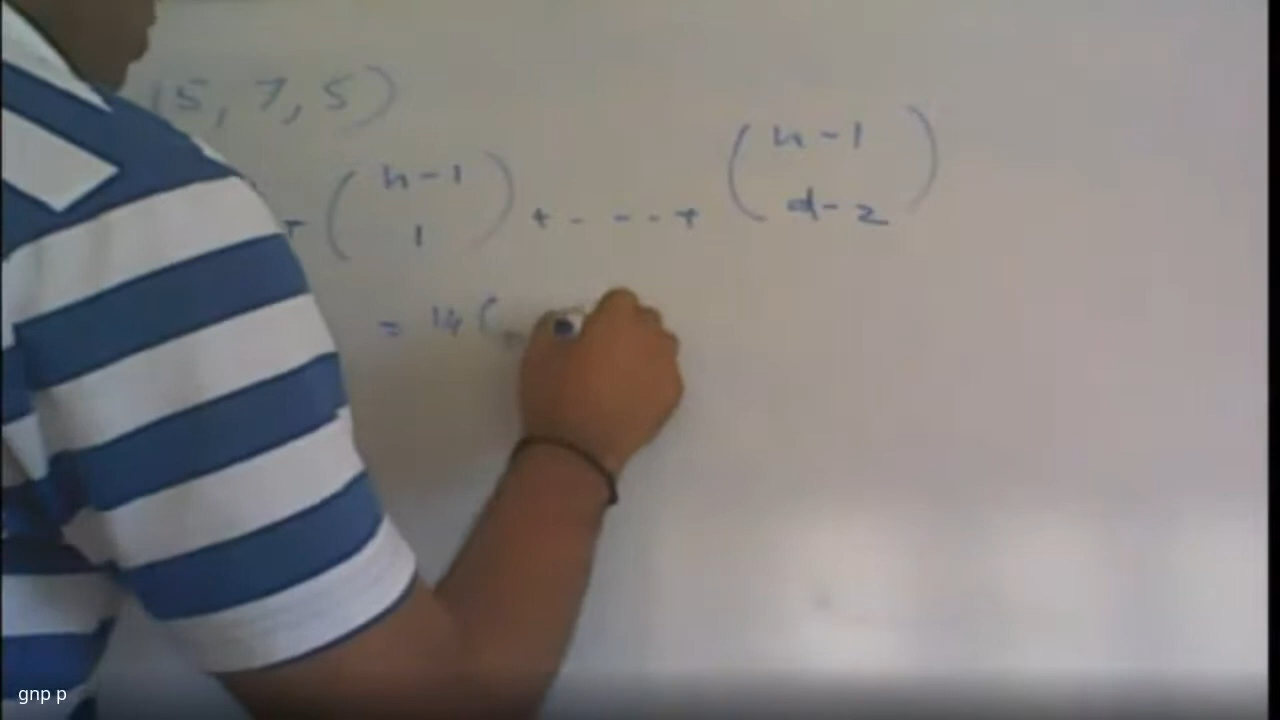 (5, 7, 5)
+ (n-1 1) + - - - + (n-1 d-2)
= 14 (
gnp p